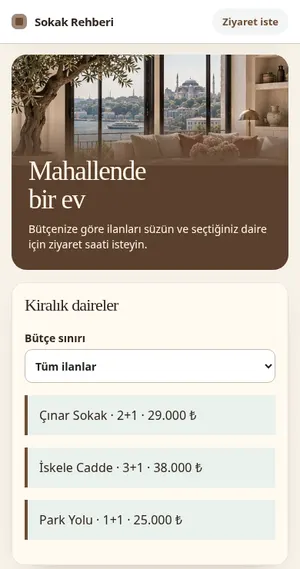 Sokak Rehberi
Ziyaret iste
Mahallende
bir ev
Bütçenize göre ilanları süzün ve seçtiğiniz daire
için ziyaret saati isteyin.
Kiralık daireler
Bütçe sınırı
Tüm ilanlar
Çınar Sokak · 2+1 · 29.000 ₺
İskele Cadde · 3+1 · 38.000 ₺
Park Yolu · 1+1 · 25.000 ₺